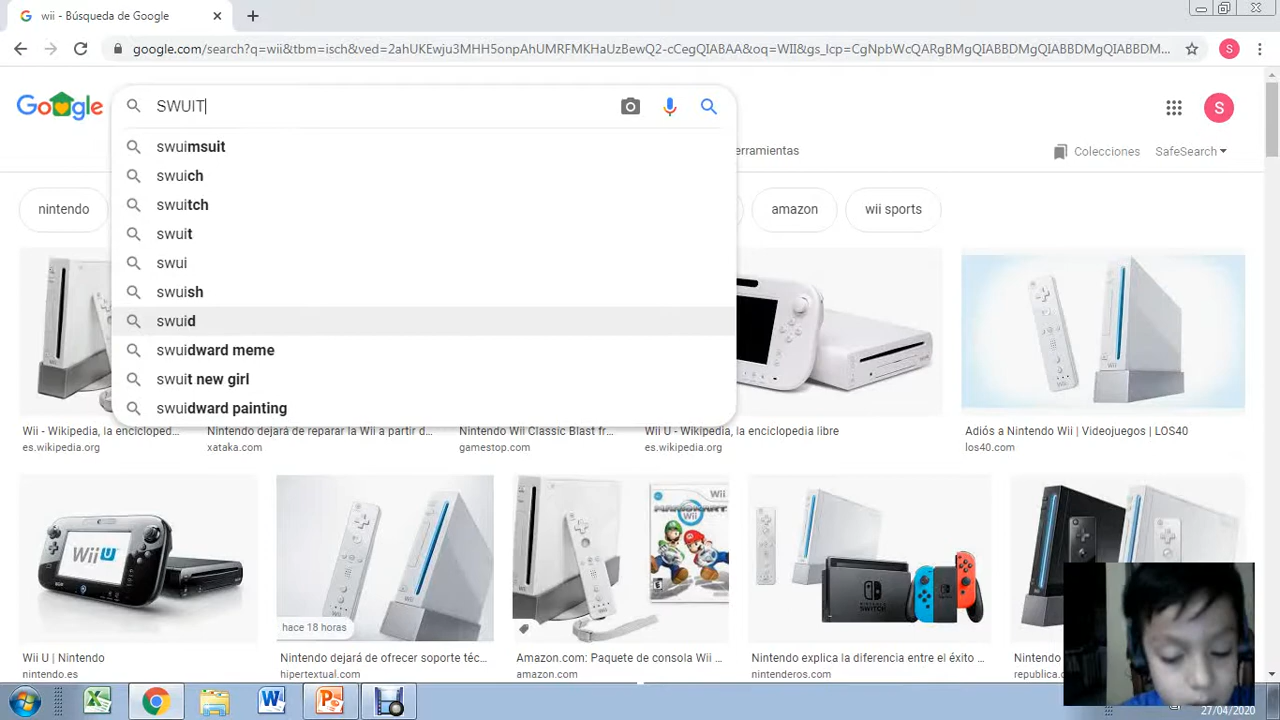 wii - Búsqueda de Google
google.com/search?q=wii&tbm=isch&ved=2ahUKEwju3MHH5onpAhUMRFMKHaUzBewQ2-cCegQIABAA&oq=WII&gs_lcp=CgNpbWcQARgBMgQIABBDMgQIABBDMgQIABBDM...
S
Google
SWUIT
S
erramientas
Colecciones
SafeSearch
swuimsuit
swuich
swuitch
swuit
swui
swuish
swuid
swuidward meme
swuit new girl
swuidward painting
nintendo
amazon
wii sports
Wii - Wikipedia, la encicloped...
es.wikipedia.org
Nintendo dejará de reparar la Wii a partir d...
xataka.com
Nintendo Wii Classic Blast fr...
gamestop.com
Wii U - Wikipedia, la enciclopedia libre
es.wikipedia.org
Adiós a Nintendo Wii | Videojuegos | LOS40
los40.com
Wii U
Wii
MARIOKART
Wii
NINTENDO
SWITCH
hace 18 horas
Wii U | Nintendo
nintendo.es
Nintendo dejará de ofrecer soporte téc...
hipertextual.com
Amazon.com: Paquete de consola Wii ...
amazon.com
Nintendo explica la diferencia entre el éxito ...
nintenderos.com
Nintendo
republica.
27/04/2020